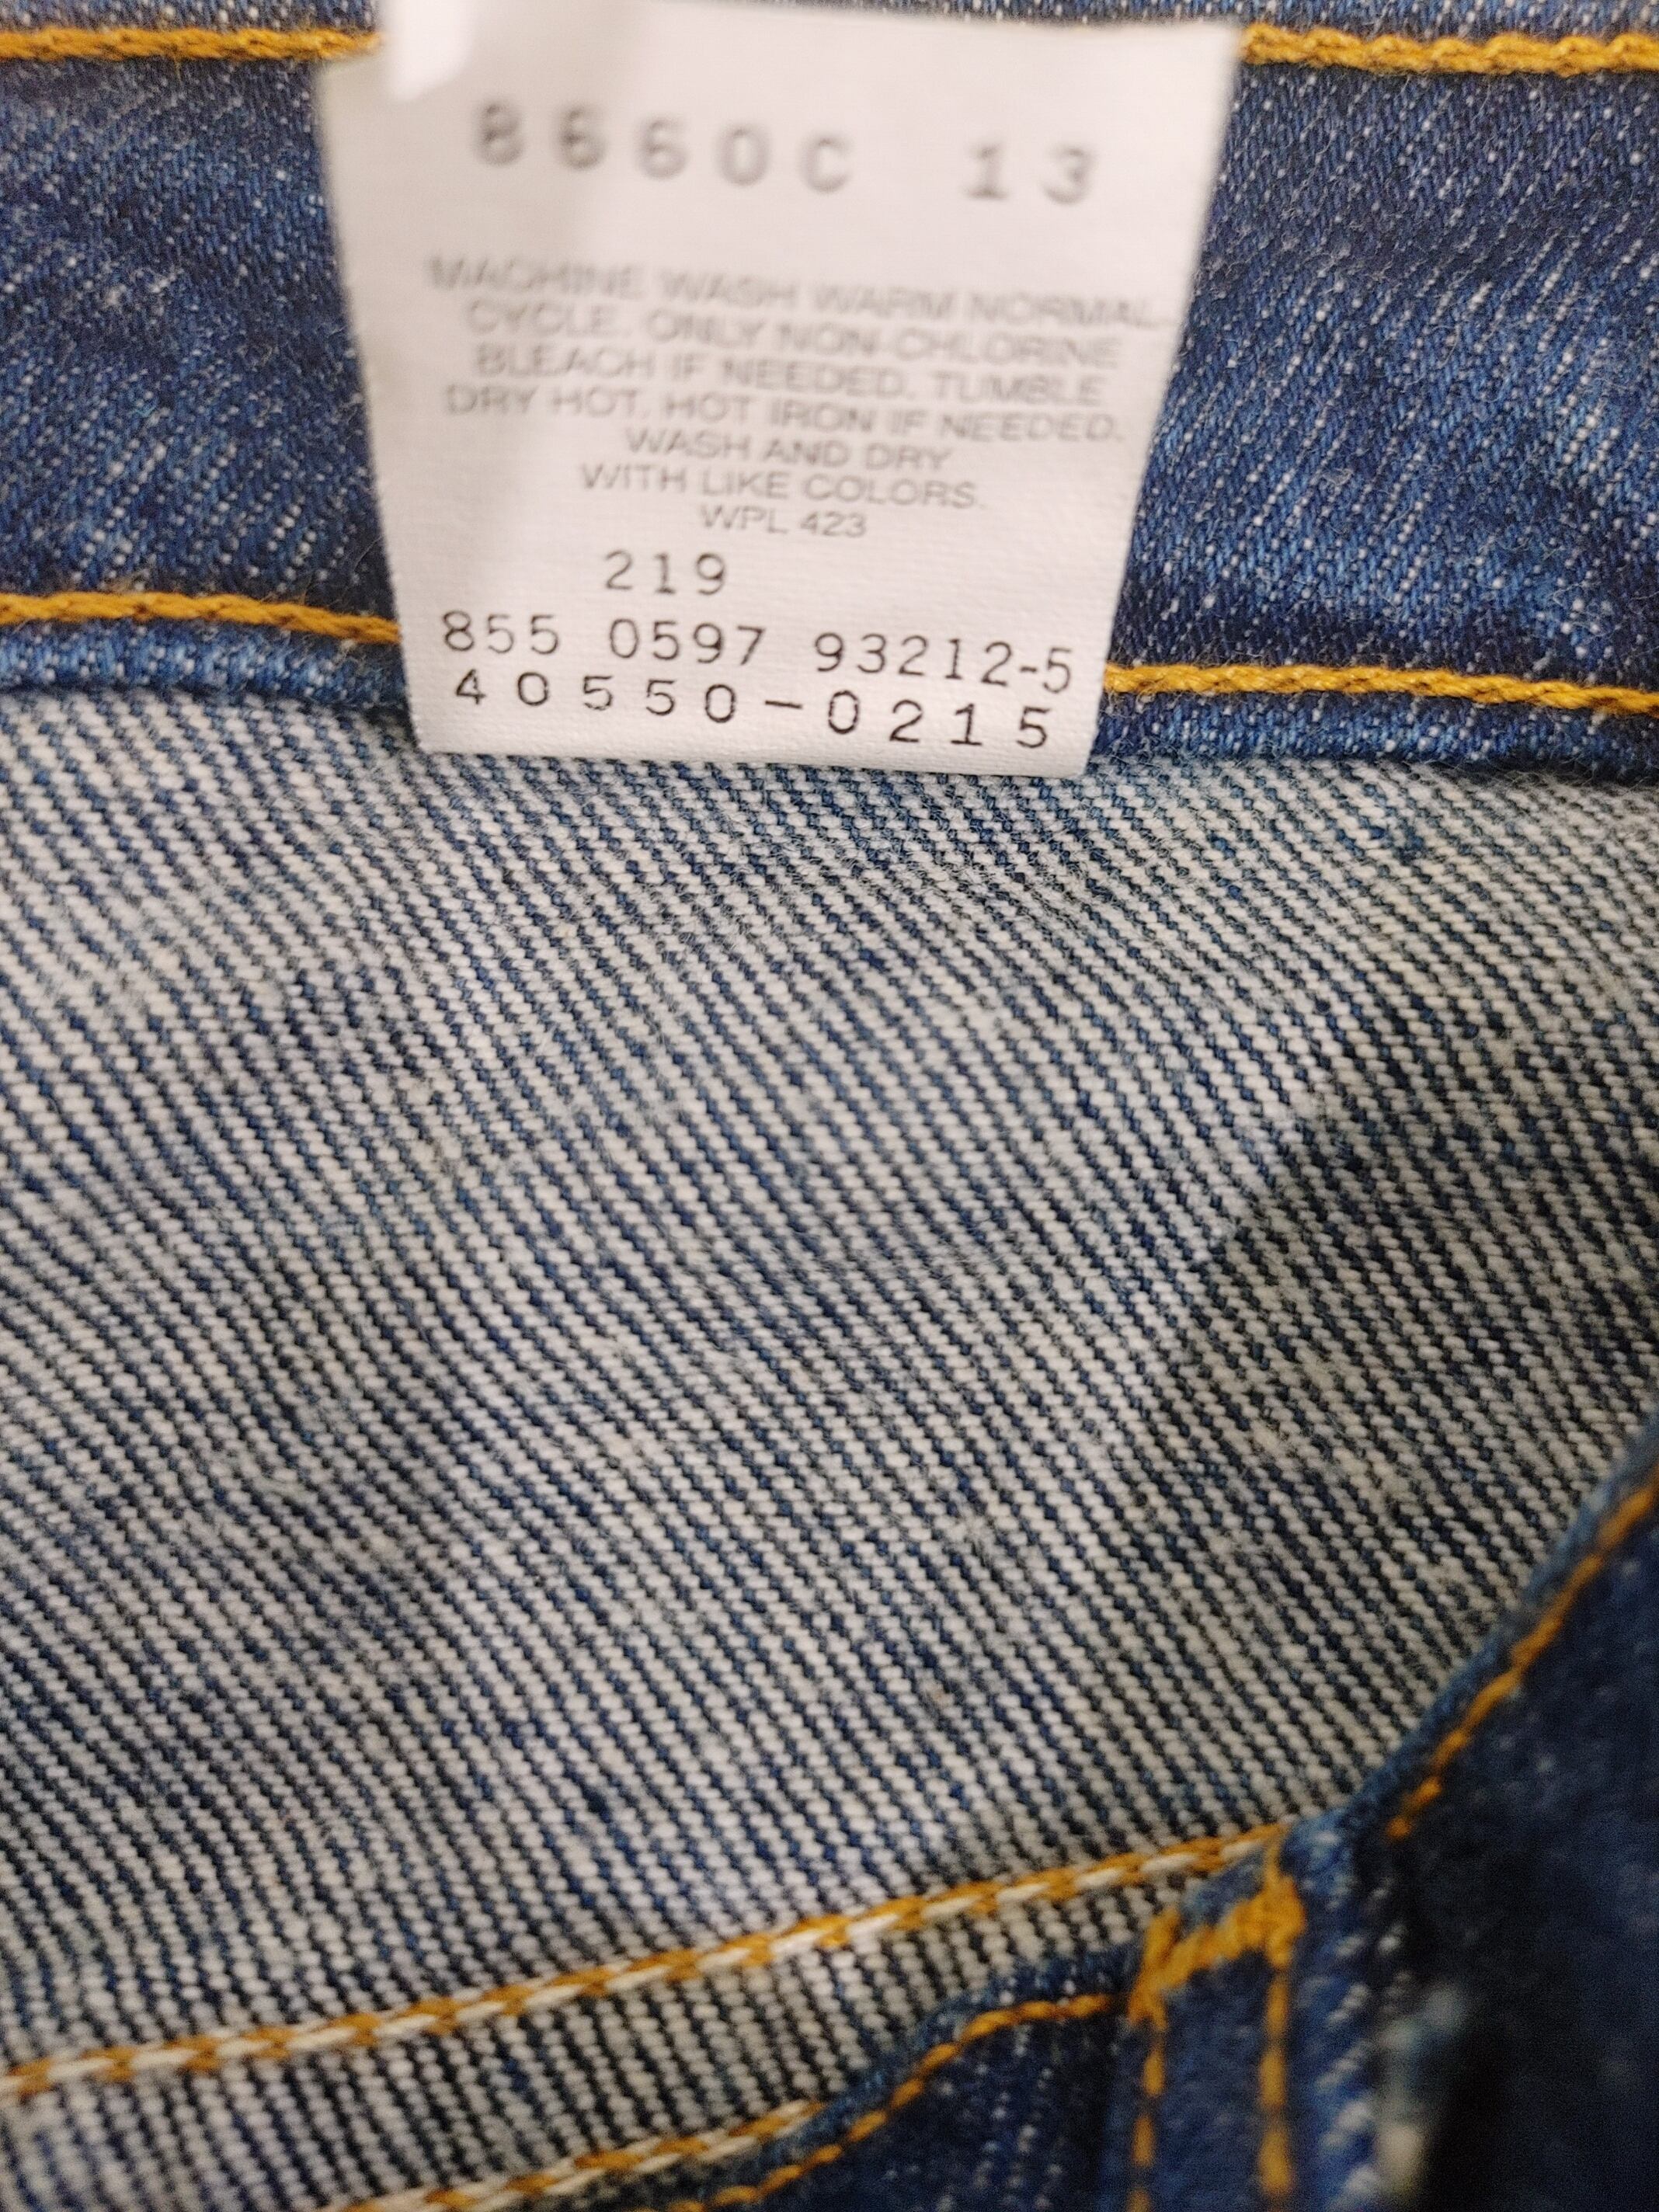 8660C 13
MACHINE WASH WARM NORMAL
CYCLE. ONLY NON-CHLORINE
BLEACH IF NEEDED. TUMBLE
DRY HOT. HOT IRON IF NEEDED.
WASH AND DRY
WITH LIKE COLORS.
WPL 423
219
855 0597 93212-5
40550-0215